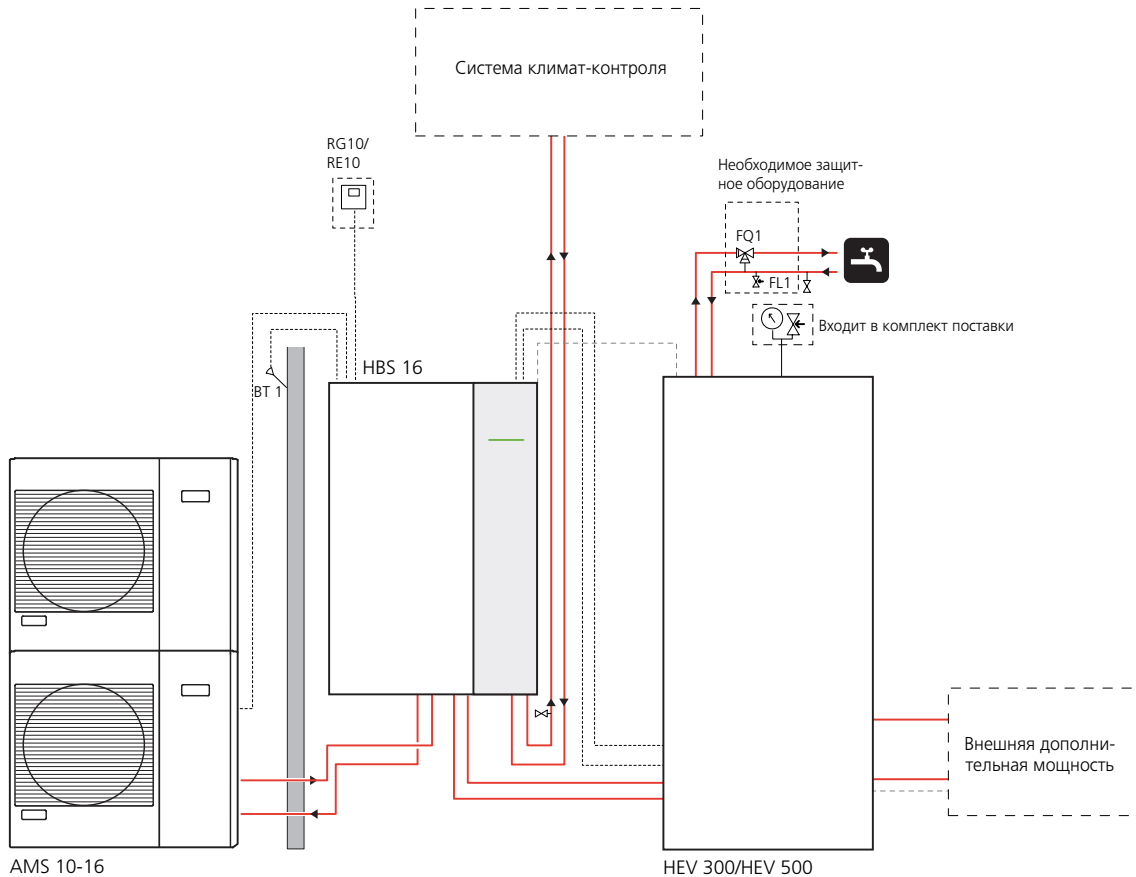 Система климат-контроля
RG10/
RE10
Необходимое защит-
ное оборудование
FQ1
FL1
Входит в комплект поставки
HBS 16
BT 1
Внешняя дополни-
тельная мощность
AMS 10-16
HEV 300/HEV 500